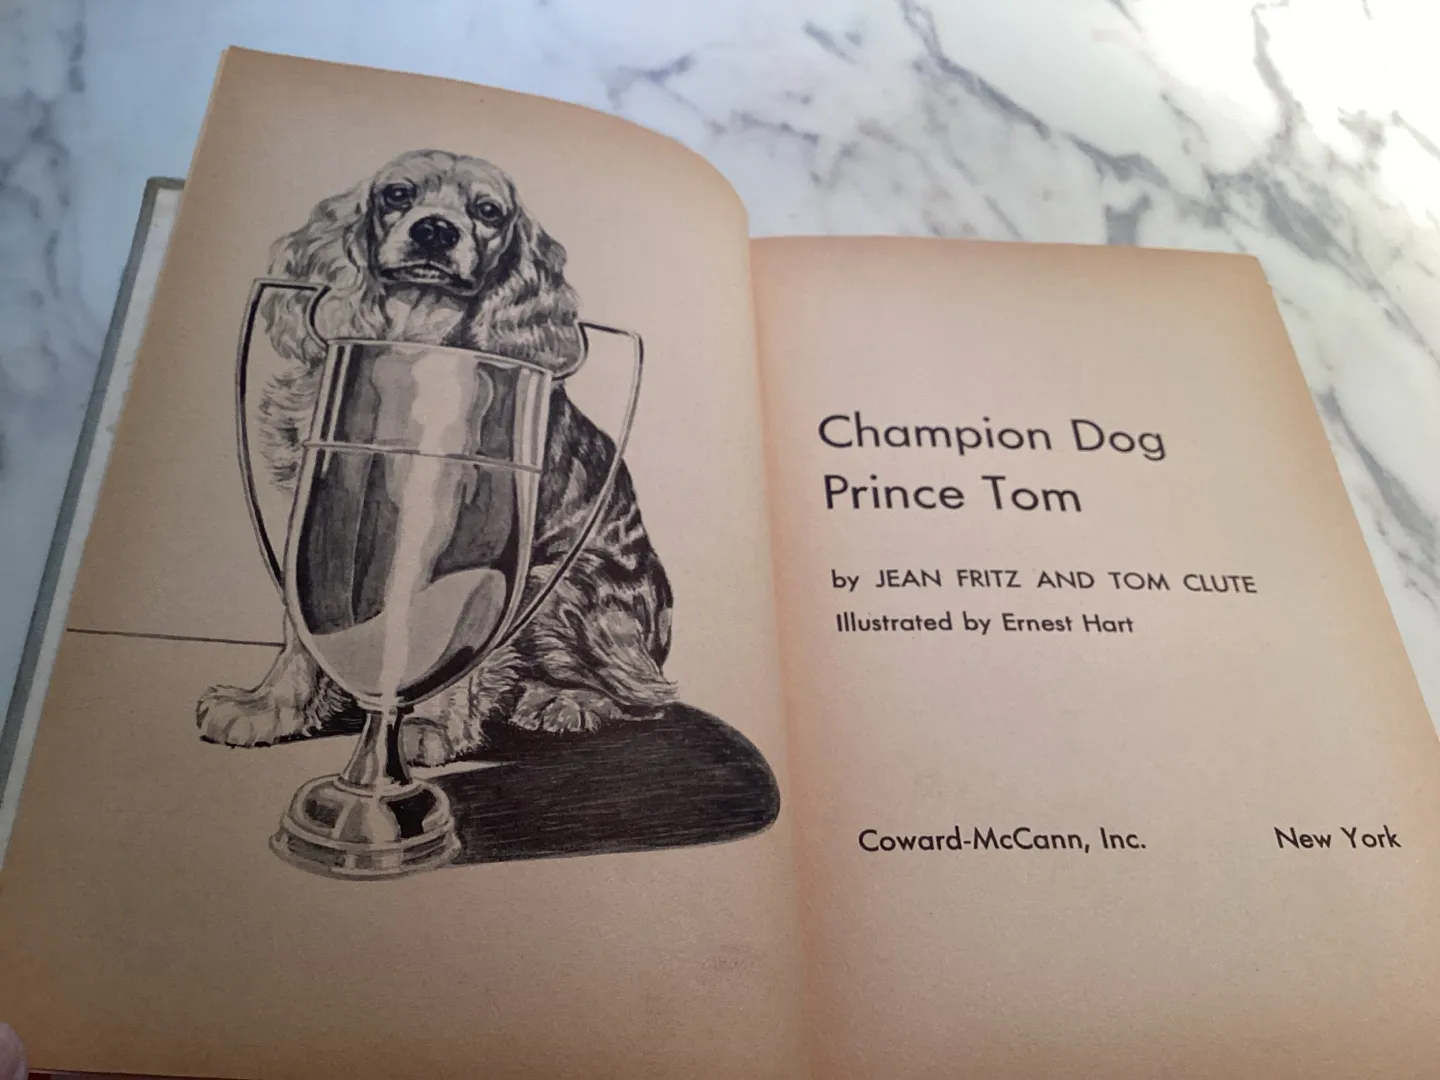 Champion Dog
Prince Tom
by JEAN FRITZ AND TOM CLUTE
Illustrated by Ernest Hart
Coward-McCann, Inc. New York